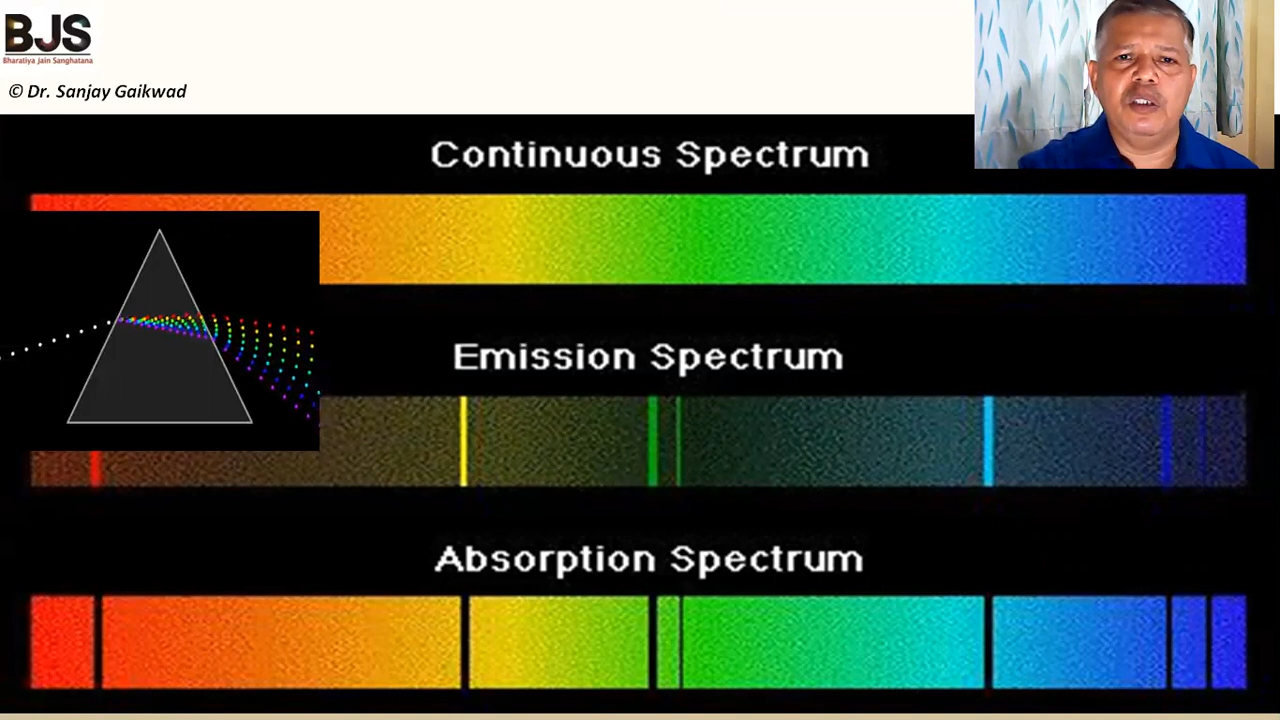 BJS
Bharatiya Jain Sanghatana
© Dr. Sanjay Gaikwad
Continuous Spectrum
Emission Spectrum
Absorption Spectrum